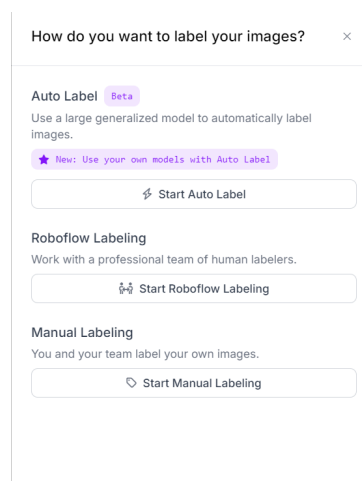 How do you want to label your images?
Auto Label Beta
Use a large generalized model to automatically label
images.
New: Use your own models with Auto Label
Start Auto Label
Roboflow Labeling
Work with a professional team of human labelers.
Start Roboflow Labeling
Manual Labeling
You and your team label your own images.
Start Manual Labeling